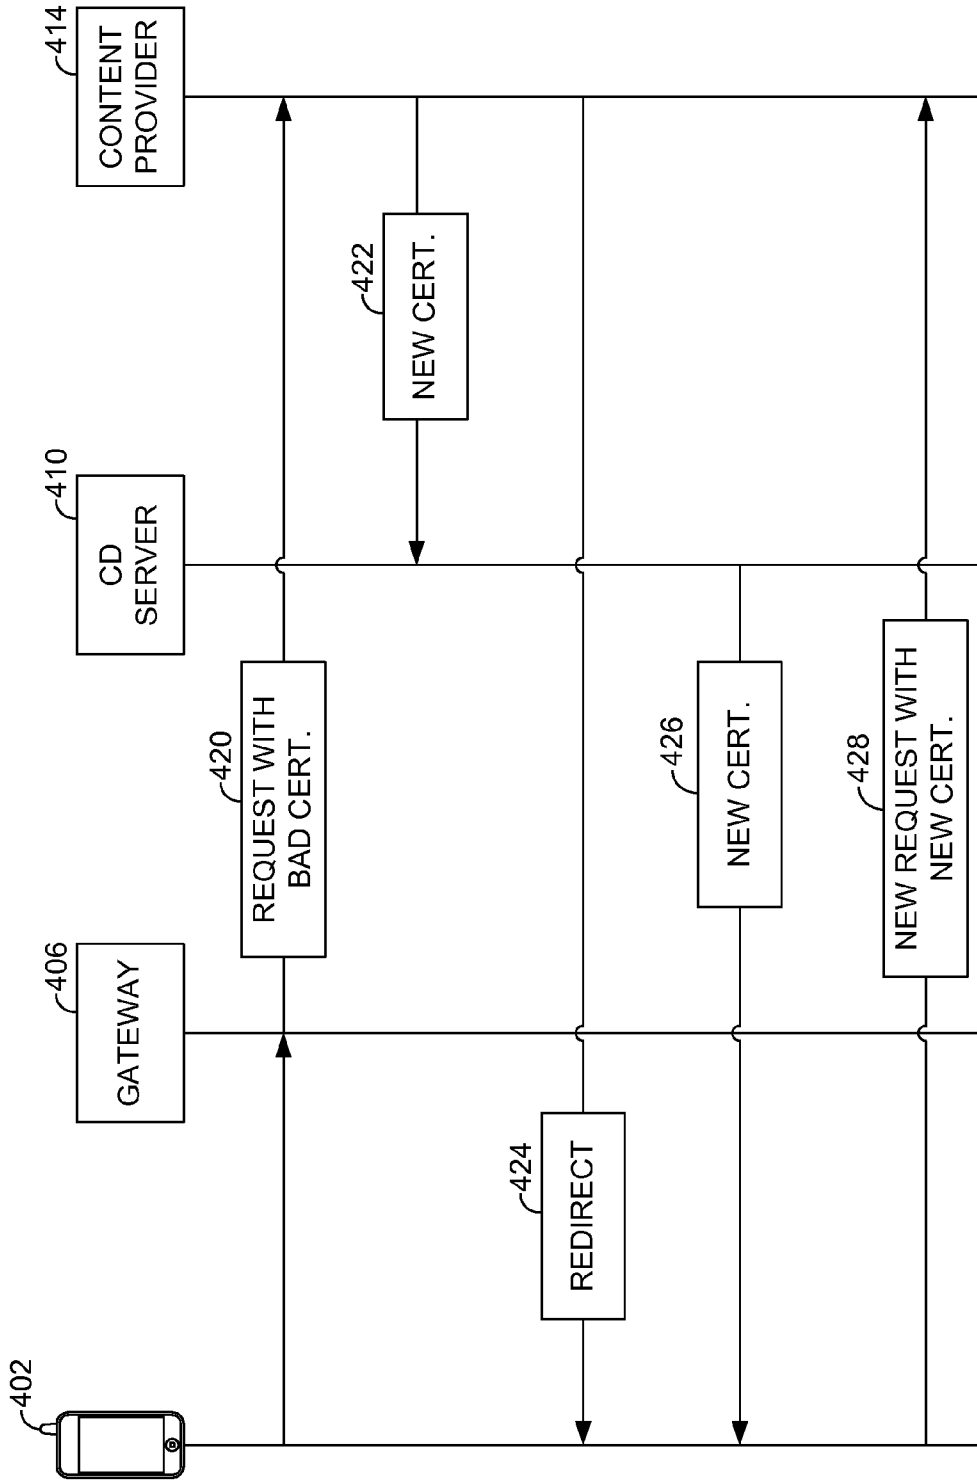 402
406
GATEWAY
410
CD
SERVER
414
CONTENT
PROVIDER
420
REQUEST WITH
BAD CERT.
422
NEW CERT.
424
REDIRECT
426
NEW CERT.
428
NEW REQUEST WITH
NEW CERT.